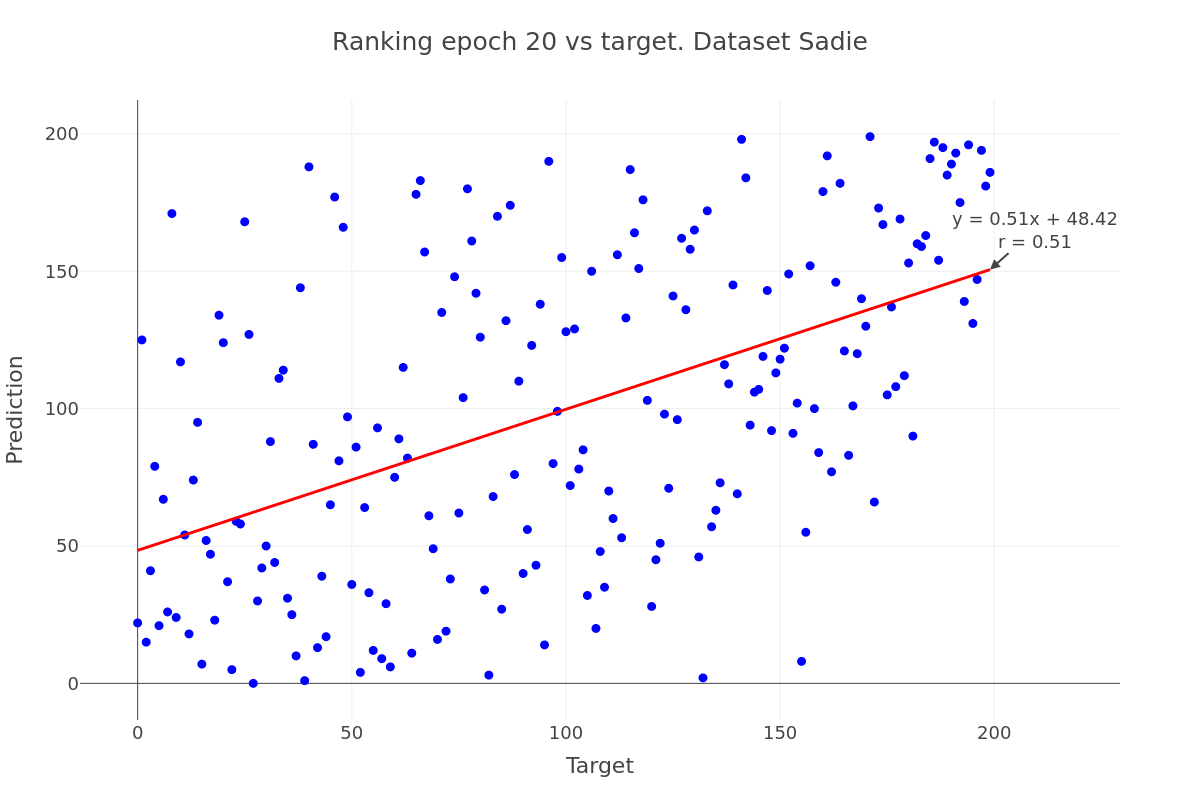 Ranking epoch 20 vs target. Dataset Sadie
200
150
100
50
0
Prediction
y = 0.51x + 48.42
r = 0.51
0
50
100
150
200
Target